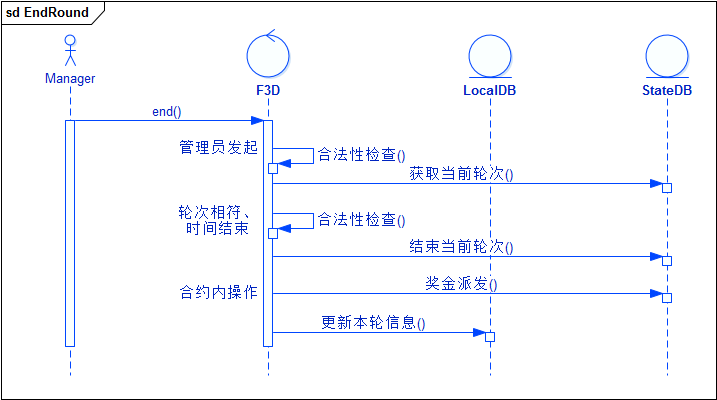 sd EndRound
Manager
F3D
LocalDB
StateDB
end()
管理员发起
合法性检查()
获取当前轮次()
轮次相符、
时间结束
合法性检查()
结束当前轮次()
合约内操作
奖金派发()
更新本轮信息()